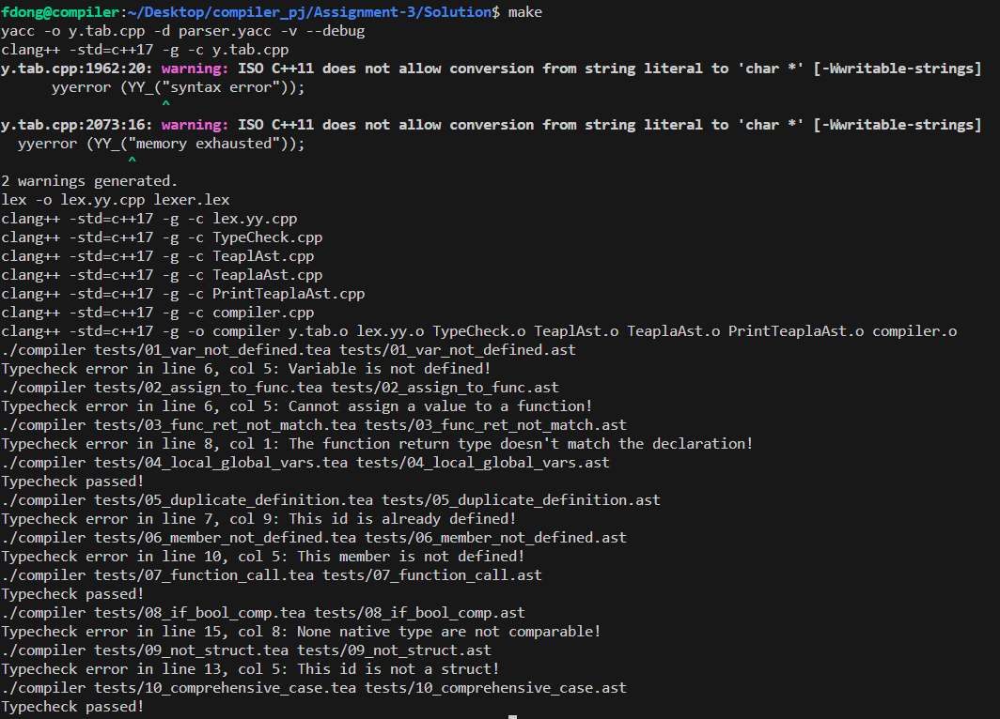 fdong@compiler:~/Desktop/compiler_pj/Assignment-3/Solution$ make
yacc -o y.tab.cpp -d parser.yacc -v --debug
clang++ -std=c++17 -g -c y.tab.cpp
y.tab.cpp:1962:20: warning: ISO C++11 does not allow conversion from string literal to 'char *' [-Wwritable-strings]
      yyerror (YY_("syntax error"));
                   ^
y.tab.cpp:2073:16: warning: ISO C++11 does not allow conversion from string literal to 'char *' [-Wwritable-strings]
  yyerror (YY_("memory exhausted"));
               ^
2 warnings generated.
lex -o lex.yy.cpp lexer.lex
clang++ -std=c++17 -g -c lex.yy.cpp
clang++ -std=c++17 -g -c TypeCheck.cpp
clang++ -std=c++17 -g -c TeaplAst.cpp
clang++ -std=c++17 -g -c TeaplaAst.cpp
clang++ -std=c++17 -g -c PrintTeaplaAst.cpp
clang++ -std=c++17 -g -c compiler.cpp
clang++ -std=c++17 -g -o compiler y.tab.o lex.yy.o TypeCheck.o TeaplAst.o TeaplaAst.o PrintTeaplaAst.o compiler.o
./compiler tests/01_var_not_defined.tea tests/01_var_not_defined.ast
Typecheck error in line 6, col 5: Variable is not defined!
./compiler tests/02_assign_to_func.tea tests/02_assign_to_func.ast
Typecheck error in line 6, col 5: Cannot assign a value to a function!
./compiler tests/03_func_ret_not_match.tea tests/03_func_ret_not_match.ast
Typecheck error in line 8, col 1: The function return type doesn't match the declaration!
./compiler tests/04_local_global_vars.tea tests/04_local_global_vars.ast
Typecheck passed!
./compiler tests/05_duplicate_definition.tea tests/05_duplicate_definition.ast
Typecheck error in line 7, col 9: This id is already defined!
./compiler tests/06_member_not_defined.tea tests/06_member_not_defined.ast
Typecheck error in line 10, col 5: This member is not defined!
./compiler tests/07_function_call.tea tests/07_function_call.ast
Typecheck passed!
./compiler tests/08_if_bool_comp.tea tests/08_if_bool_comp.ast
Typecheck error in line 15, col 8: None native type are not comparable!
./compiler tests/09_not_struct.tea tests/09_not_struct.ast
Typecheck error in line 13, col 5: This id is not a struct!
./compiler tests/10_comprehensive_case.tea tests/10_comprehensive_case.ast
Typecheck passed!